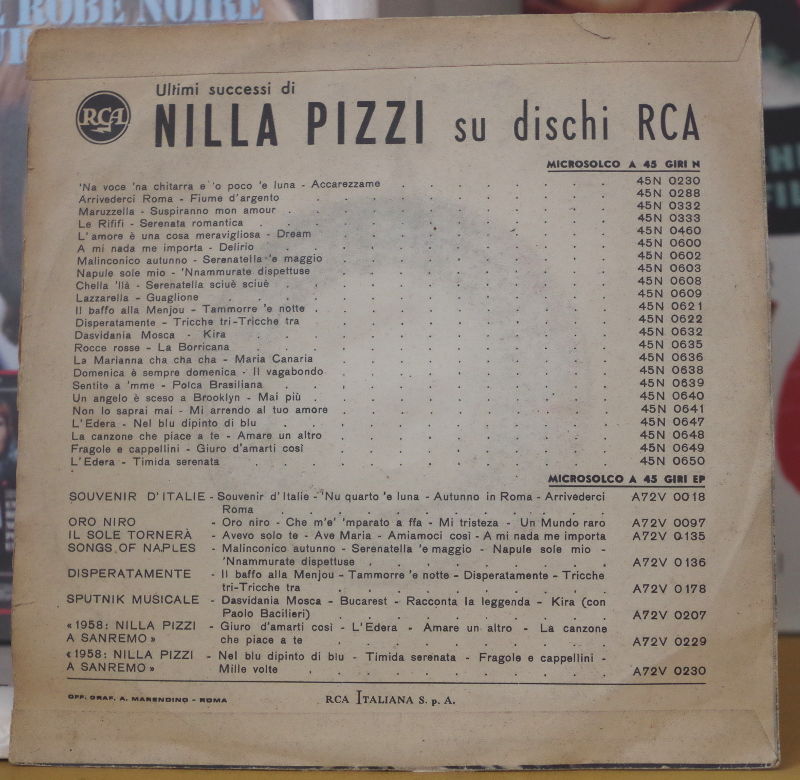 ROBE NOIRE
RCA
Ultimi successi di
NILLA PIZZI su dischi RCA
MICROSOLCO A 45 GIRI N
'Na voce 'na chitarra e 'o poco 'e luna - Accarezzame . . . . . . . 45N 0230
Arrivederci Roma - Fiume d'argento . . . . . . . 45N 0288
Maruzzella - Suspiranno mon amour . . . . . . . 45N 0332
Le Rififi - Serenata romantica . . . . . . . 45N 0333
L'amore è una cosa meravigliosa - Dream . . . . . . . 45N 0460
A mi nada me importa - Delirio . . . . . . . 45N 0600
Malinconico autunno - Serenatella 'e maggio . . . . . . . 45N 0602
Napule sole mio - 'Nnammurate dispettuse . . . . . . . 45N 0603
Chella 'llà - Serenatella sciuè sciuè . . . . . . . 45N 0608
Lazzarella - Guaglione . . . . . . . 45N 0609
Il baffo alla Menjou - Tammorre 'e notte . . . . . . . 45N 0621
Disperatamente - Tricche tri-Tricche tra . . . . . . . 45N 0622
Dasvidania Mosca - Kira . . . . . . . 45N 0632
Rocce rosse - La Borricana . . . . . . . 45N 0635
La Marianna cha cha cha - Maria Canaria . . . . . . . 45N 0636
Domenica è sempre domenica - Il vagabondo . . . . . . . 45N 0638
Sentite a 'mme - Polca Brasiliana . . . . . . . 45N 0639
Un angelo è sceso a Brooklyn - Mai più . . . . . . . 45N 0640
Non lo saprai mai - Mi arrendo al tuo amore . . . . . . . 45N 0641
L'Edera - Nel blu dipinto di blu . . . . . . . 45N 0647
La canzone che piace a te - Amare un altro . . . . . . . 45N 0648
Fragole e cappellini - Giuro d'amarti così . . . . . . . 45N 0649
L'Edera - Timida serenata . . . . . . . 45N 0650
MICROSOLCO A 45 GIRI EP
SOUVENIR D'ITALIE - Souvenir d'Italie - 'Nu quarto 'e luna - Autunno in Roma - Arrivederci A72V 0018
Roma . . . . . . .
ORO NIRO - Oro niro - Che m'e' 'mparato a ffa - Mi tristeza - Un Mundo raro A72V 0097
IL SOLE TORNERÀ - Avevo solo te - Ave Maria - Amiamoci così - A mi nada me importa A72V 0135
SONGS OF NAPLES - Malinconico autunno - Serenatella 'e maggio - Napule sole mio -
'Nnammurate dispettuse . . . . . . . A72V 0136
DISPERATAMENTE - Il baffo alla Menjou - Tammorre 'e notte - Disperatamente - Tricche
tri-Tricche tra . . . . . . . A72V 0178
SPUTNIK MUSICALE - Dasvidania Mosca - Bucarest - Racconta la leggenda - Kira (con
Paolo Bacilieri) . . . . . . . A72V 0207
«1958: NILLA PIZZI - Giuro d'amarti così - L'Edera - Amare un altro - La canzone
A SANREMO» che piace a te . . . . . . . A72V 0229
«1958: NILLA PIZZI - Nel blu dipinto di blu - Timida serenata - Fragole e cappellini -
A SANREMO» Mille volte . . . . . . . A72V 0230
OFF. GRAF. A. MARENDINO - ROMA
RCA ITALIANA S. p. A.